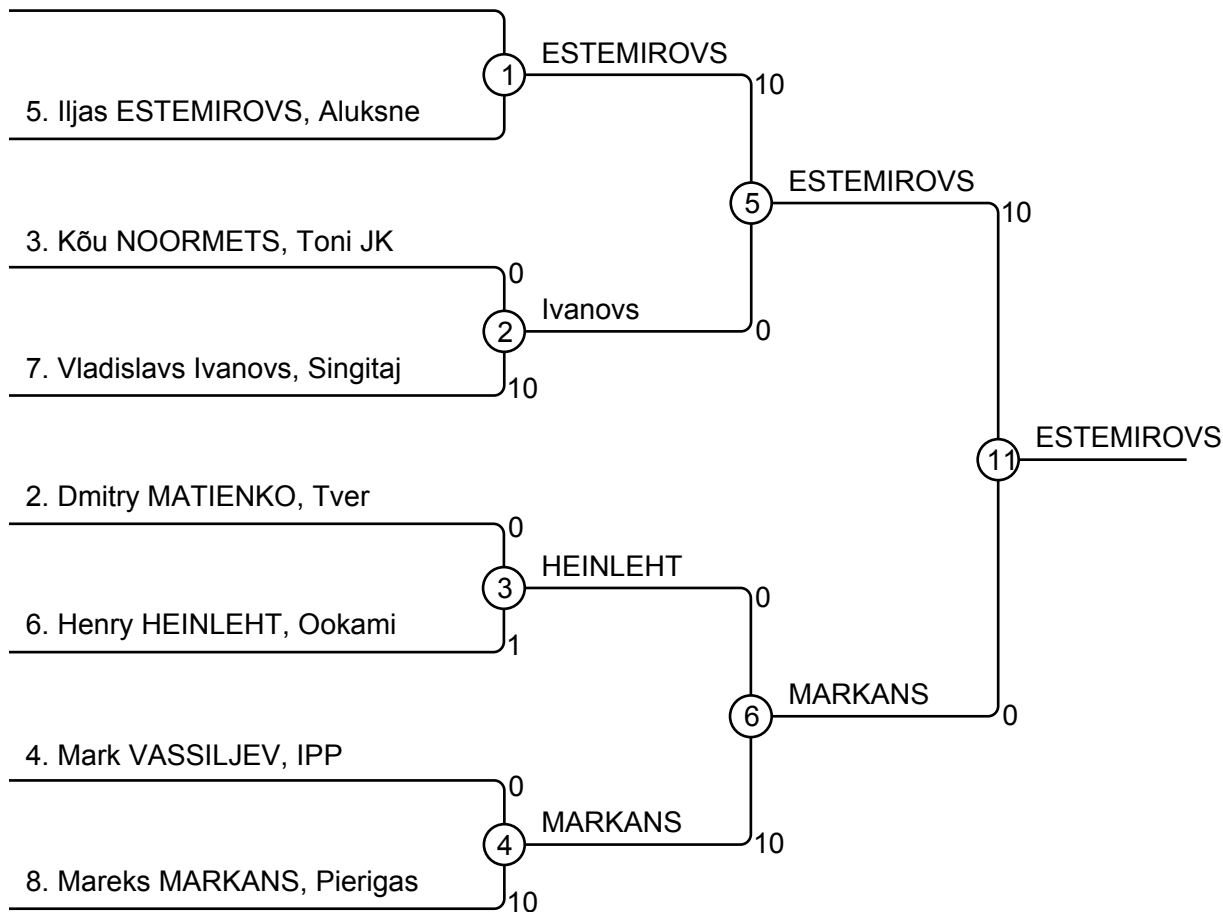 ESTEMIROVS
1
10
5. Iljas ESTEMIROVS, Aluksne
ESTEMIROVS
5
10
3. Kõu NOORMETS, Toni JK
0
Ivanovs
2
0
7. Vladislavs Ivanovs, Singitaj
10
ESTEMIROVS
11
2. Dmitry MATIENKO, Tver
0
HEINLEHT
3
0
6. Henry HEINLEHT, Ookami
1
MARKANS
6
0
4. Mark VASSILJEV, IPP
0
MARKANS
4
10
8. Mareks MARKANS, Pierigas
10